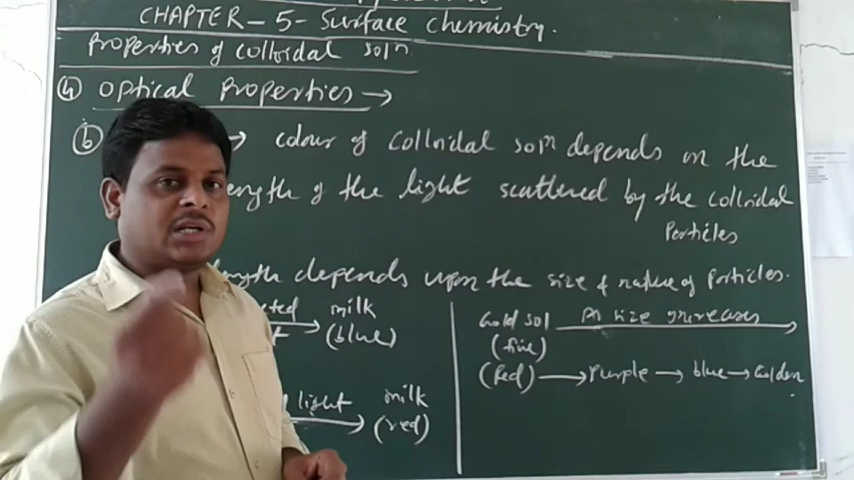 CHAPTER - 5 - Surface chemistry.
Properties of colloidal solⁿ
(4) Optical Properties →
(b) → colour of colloidal solⁿ depends on the
length of the light scattered by the colloidal
Particles
length depends upon the size & nature of Particles.
milk
(blue)
light milk
(red)
Gold sol As size increases
(fine)
(Red) → Purple → blue → Golden